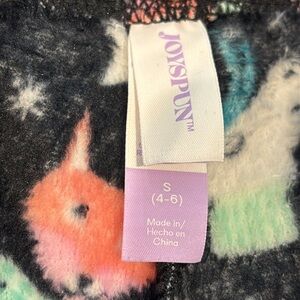 JOYSPUN™
S
(4-6)
Made in/
Hecho en
China